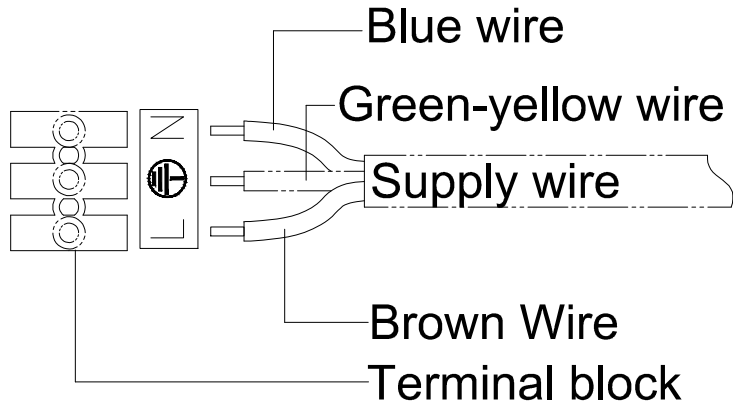 Blue wire
Green-yellow wire
N
Supply wire
L
Brown Wire
Terminal block